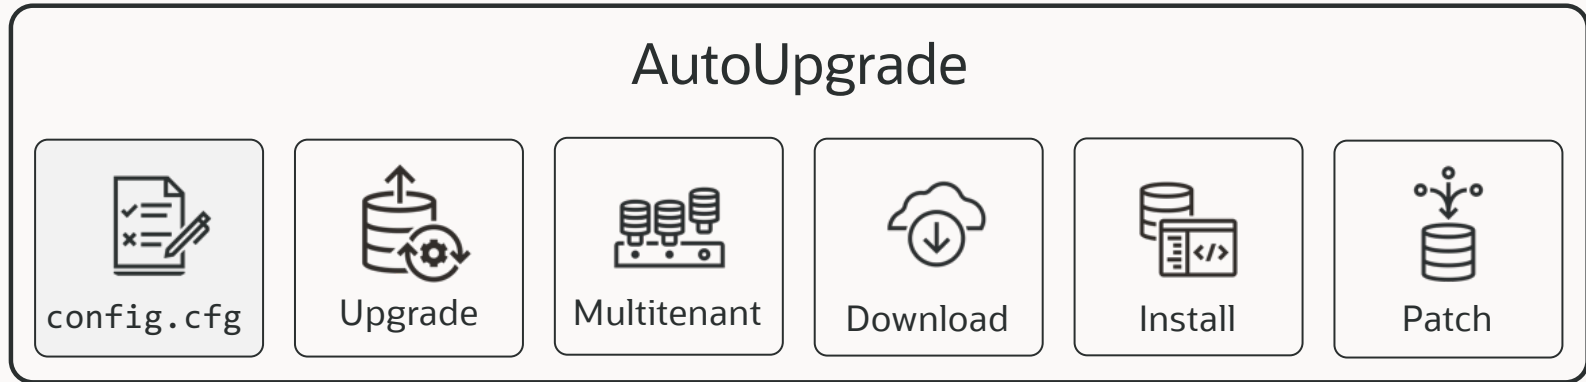 AutoUpgrade
config.cfg
Upgrade
Multitenant
Download
Install
Patch